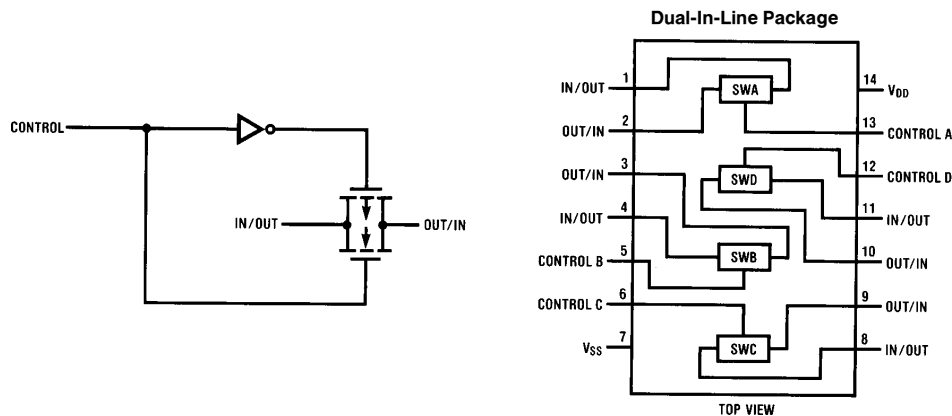 CONTROL
IN/OUT
OUT/IN
Dual-In-Line Package
IN/OUT 1
OUT/IN 2
OUT/IN 3
IN/OUT 4
CONTROL B 5
CONTROL C 6
VSS 7
SWA
SWD
SWB
SWC
14 VDD
13 CONTROL A
12 CONTROL D
11 IN/OUT
10 OUT/IN
9 OUT/IN
8 IN/OUT
TOP VIEW